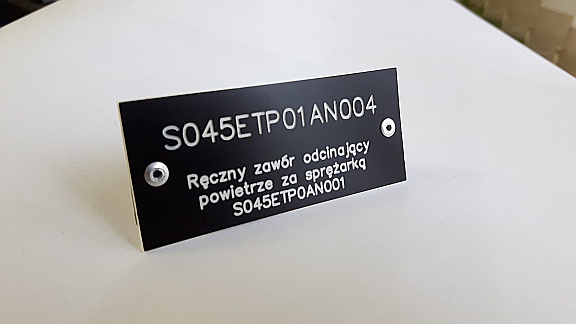 S045ETP01AN004
Ręczny zawór odcinający
powietrze za sprężarką
S045ETP0AN001